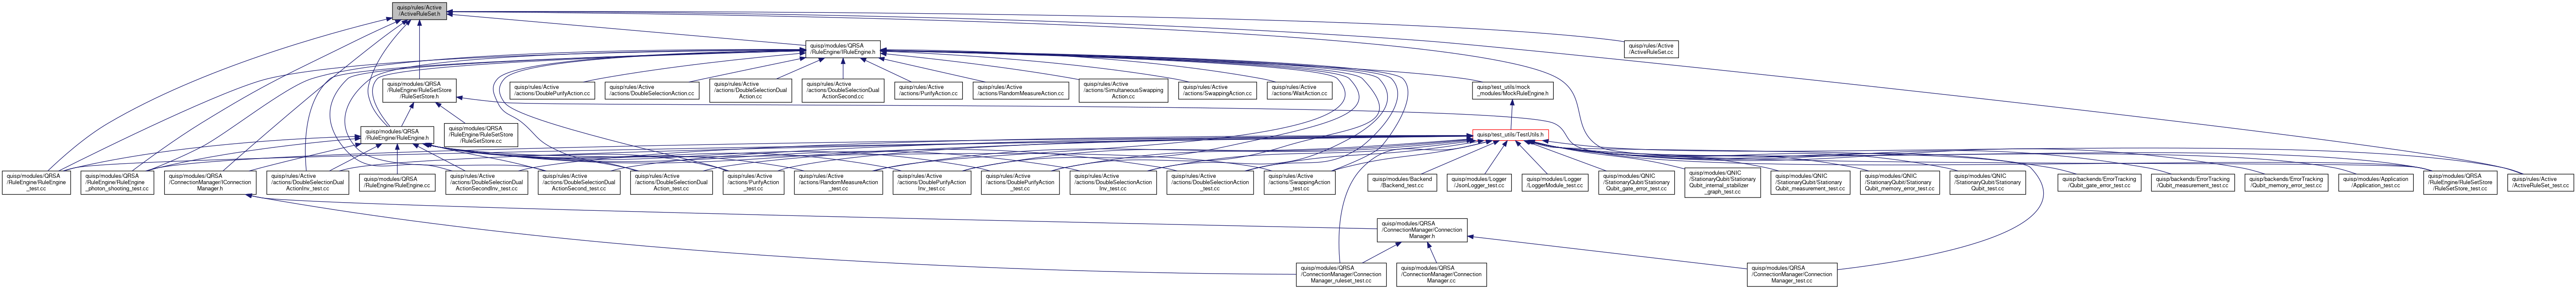 quisp/rules/Active
/ActiveRuleSet.h
quisp/modules/QRSA
/RuleEngine/IRuleEngine.h
quisp/rules/Active
/ActiveRuleSet.cc
quisp/modules/QRSA
/RuleEngine/RuleSetStore
/RuleSetStore.h
quisp/rules/Active
/actions/DoublePurifyAction.cc
quisp/rules/Active
/actions/DoubleSelectionAction.cc
quisp/rules/Active
/actions/DoubleSelectionDual
Action.cc
quisp/rules/Active
/actions/DoubleSelectionDual
ActionSecond.cc
quisp/rules/Active
/actions/PurifyAction.cc
quisp/rules/Active
/actions/RandomMeasureAction.cc
quisp/rules/Active
/actions/SimultaneousSwapping
Action.cc
quisp/rules/Active
/actions/SwappingAction.cc
quisp/rules/Active
/actions/WaitAction.cc
quisp/test_utils/mock
_modules/MockRuleEngine.h
quisp/modules/QRSA
/RuleEngine/RuleEngine.h
quisp/modules/QRSA
/RuleEngine/RuleSetStore
/RuleSetStore.cc
quisp/test_utils/TestUtils.h
quisp/modules/QRSA
/RuleEngine/RuleEngine
_test.cc
quisp/modules/QRSA
/RuleEngine/RuleEngine
_photon_shooting_test.cc
quisp/modules/QRSA
/ConnectionManager/IConnection
Manager.h
quisp/rules/Active
/actions/DoubleSelectionDual
ActionInv_test.cc
quisp/modules/QRSA
/RuleEngine/RuleEngine.cc
quisp/rules/Active
/actions/DoubleSelectionDual
ActionSecondInv_test.cc
quisp/rules/Active
/actions/DoubleSelectionDual
ActionSecond_test.cc
quisp/rules/Active
/actions/DoubleSelectionDual
Action_test.cc
quisp/rules/Active
/actions/PurifyAction
_test.cc
quisp/rules/Active
/actions/RandomMeasureAction
_test.cc
quisp/rules/Active
/actions/DoublePurifyAction
Inv_test.cc
quisp/rules/Active
/actions/DoublePurifyAction
_test.cc
quisp/rules/Active
/actions/DoubleSelectionAction
Inv_test.cc
quisp/rules/Active
/actions/DoubleSelectionAction
_test.cc
quisp/rules/Active
/actions/SwappingAction
_test.cc
quisp/modules/Backend
/Backend_test.cc
quisp/modules/Logger
/JsonLogger_test.cc
quisp/modules/Logger
/LoggerModule_test.cc
quisp/modules/QNIC
/StationaryQubit/Stationary
Qubit_gate_error_test.cc
quisp/modules/QNIC
/StationaryQubit/Stationary
Qubit_internal_stabilizer
_graph_test.cc
quisp/modules/QNIC
/StationaryQubit/Stationary
Qubit_measurement_test.cc
quisp/modules/QNIC
/StationaryQubit/Stationary
Qubit_memory_error_test.cc
quisp/modules/QNIC
/StationaryQubit/Stationary
Qubit_test.cc
quisp/backends/ErrorTracking
/Qubit_gate_error_test.cc
quisp/backends/ErrorTracking
/Qubit_measurement_test.cc
quisp/backends/ErrorTracking
/Qubit_memory_error_test.cc
quisp/modules/Application
/Application_test.cc
quisp/modules/QRSA
/RuleEngine/RuleSetStore
/RuleSetStore_test.cc
quisp/rules/Active
/ActiveRuleSet_test.cc
quisp/modules/QRSA
/ConnectionManager/Connection
Manager.h
quisp/modules/QRSA
/ConnectionManager/Connection
Manager_ruleset_test.cc
quisp/modules/QRSA
/ConnectionManager/Connection
Manager.cc
quisp/modules/QRSA
/ConnectionManager/Connection
Manager_test.cc